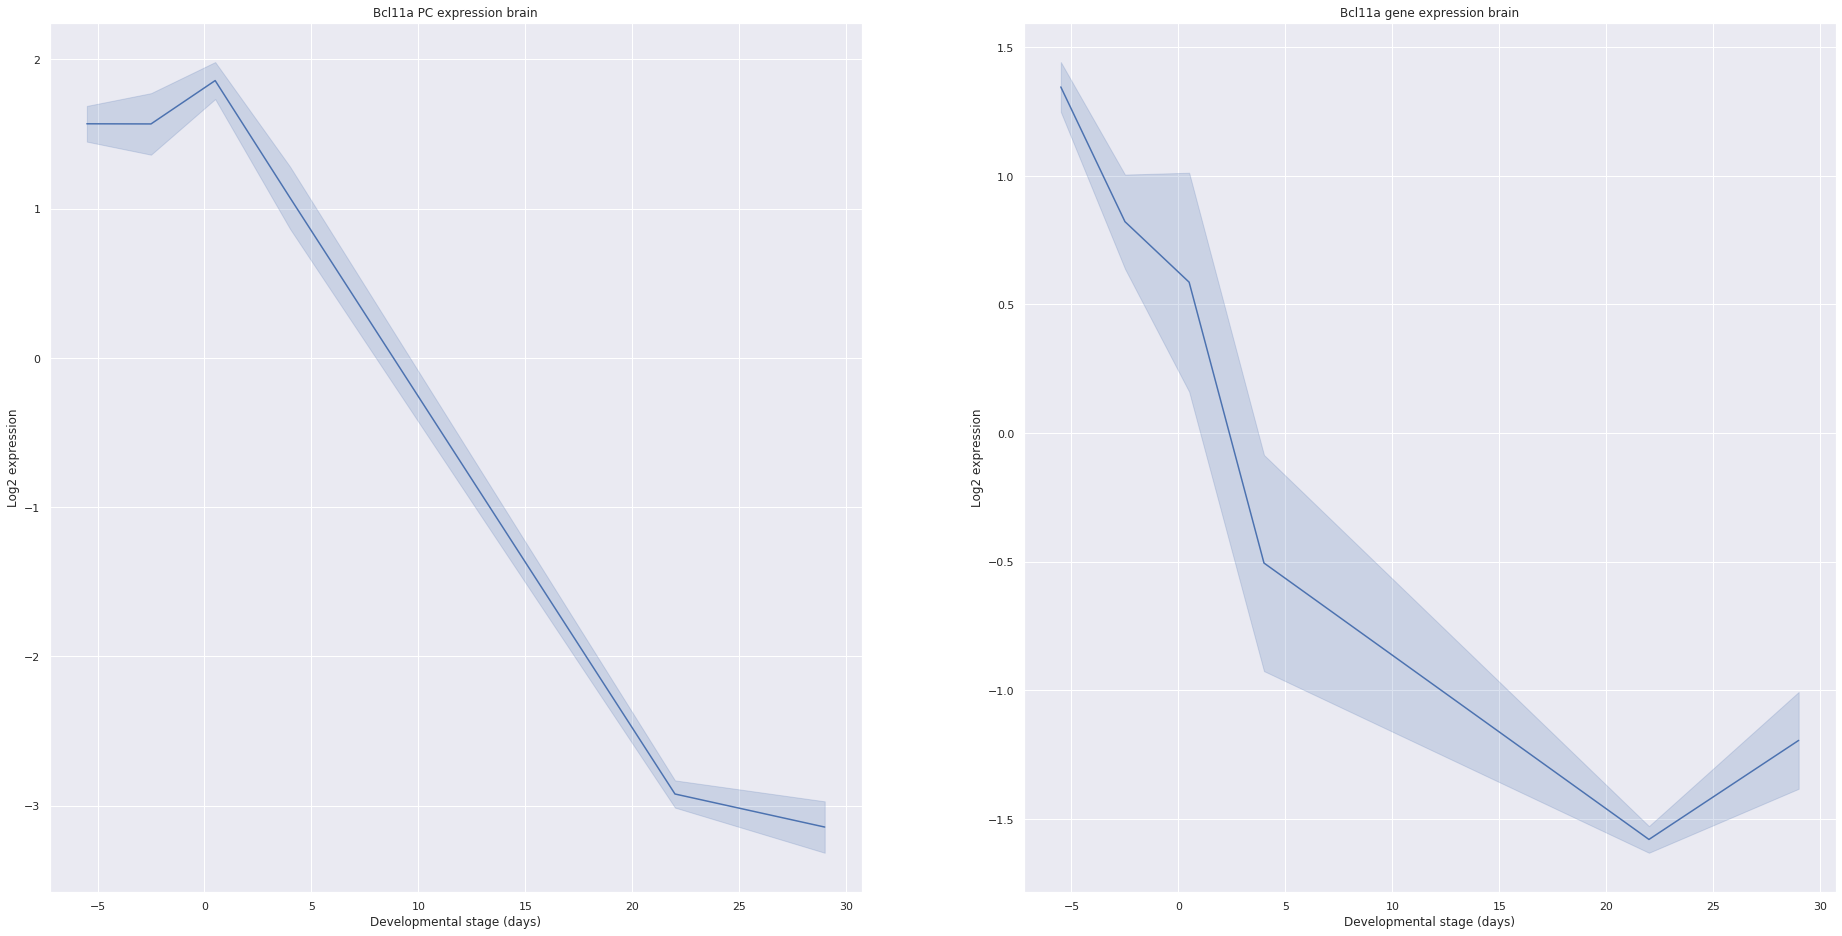 Bcl11a PC expression brain
2
1
0
−1
−2
−3
Log2 expression
−5 0 5 10 15 20 25 30
Developmental stage (days)
Bcl11a gene expression brain
1.5
1.0
0.5
0.0
−0.5
−1.0
−1.5
Log2 expression
−5 0 5 10 15 20 25 30
Developmental stage (days)